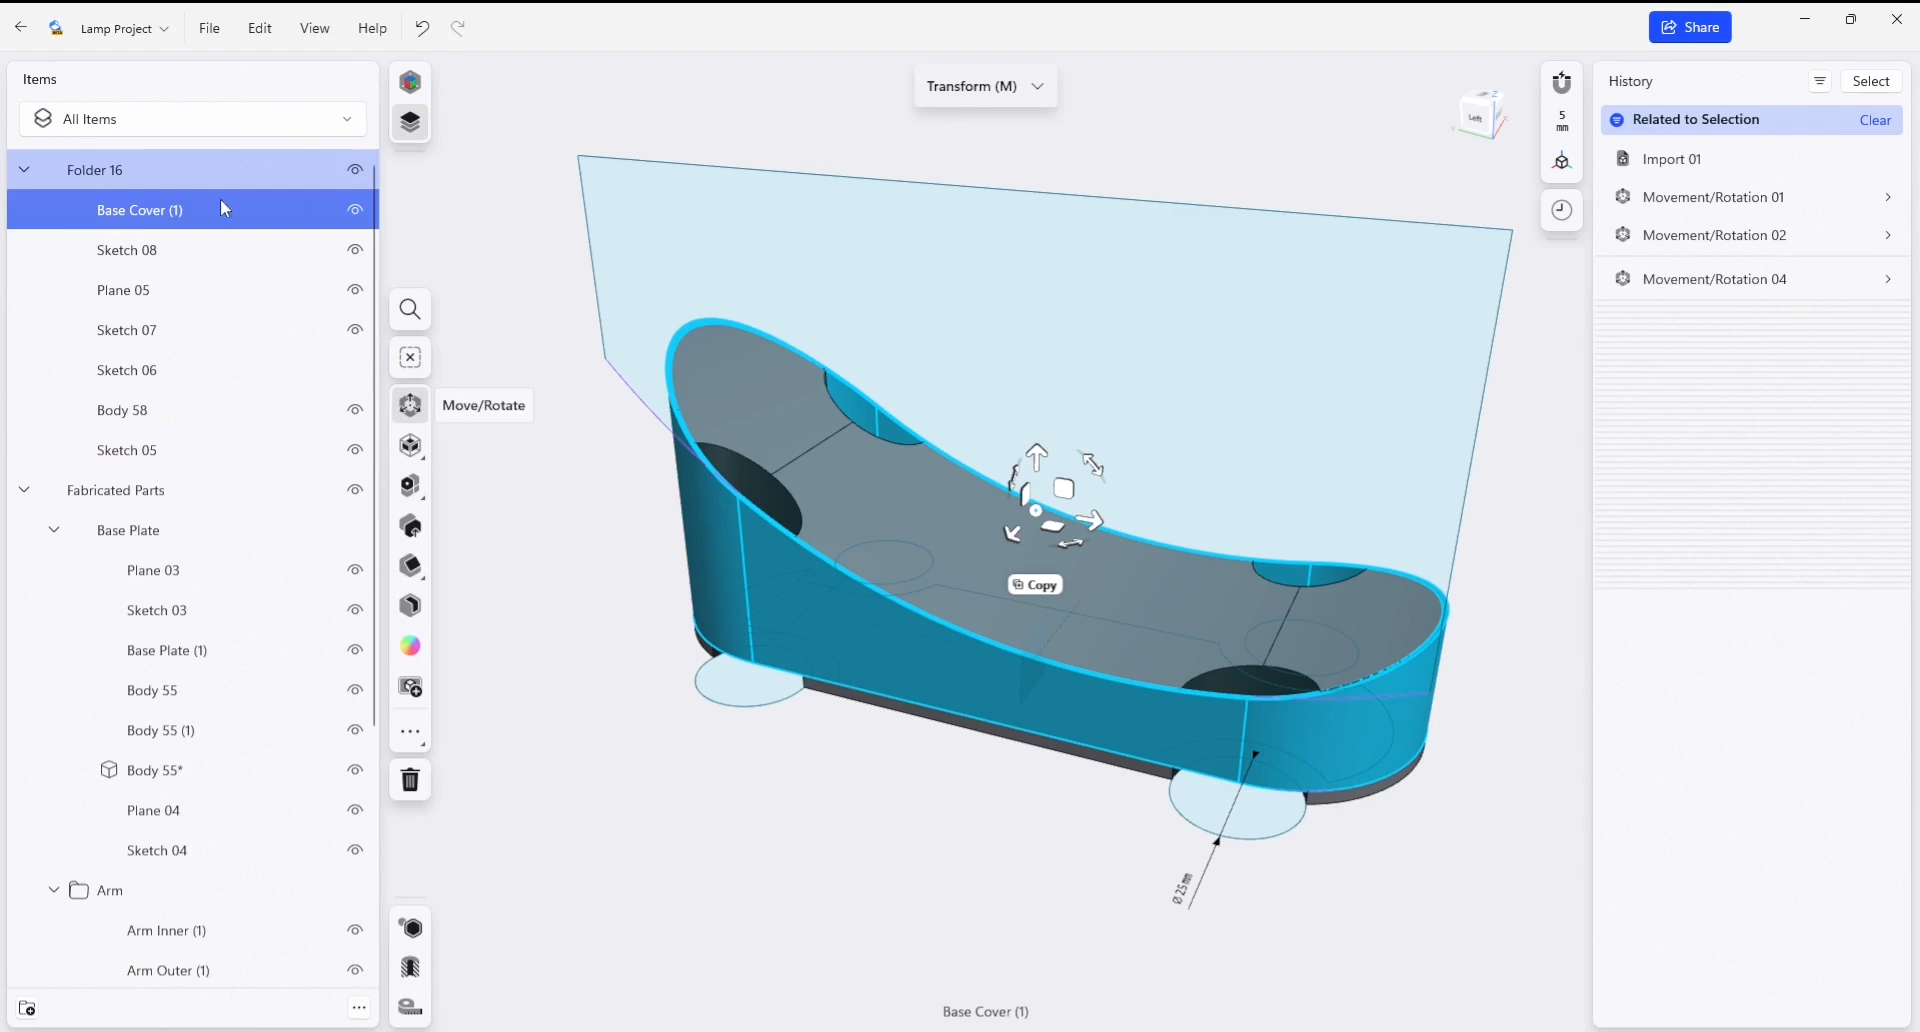 Lamp Project
File
Edit
View
Help
Share
Items
All Items
Folder 16
Base Cover (1)
Sketch 08
Plane 05
Sketch 07
Sketch 06
Body 58
Sketch 05
Fabricated Parts
Base Plate
Plane 03
Sketch 03
Base Plate (1)
Body 55
Body 55 (1)
Body 55*
Plane 04
Sketch 04
Arm
Arm Inner (1)
Arm Outer (1)
Move/Rotate
Transform (M)
Copy
Ø 25 mm
Base Cover (1)
Z
Left
Y
X
5
mm
History
Select
Related to Selection
Clear
Import 01
Movement/Rotation 01
Movement/Rotation 02
Movement/Rotation 04